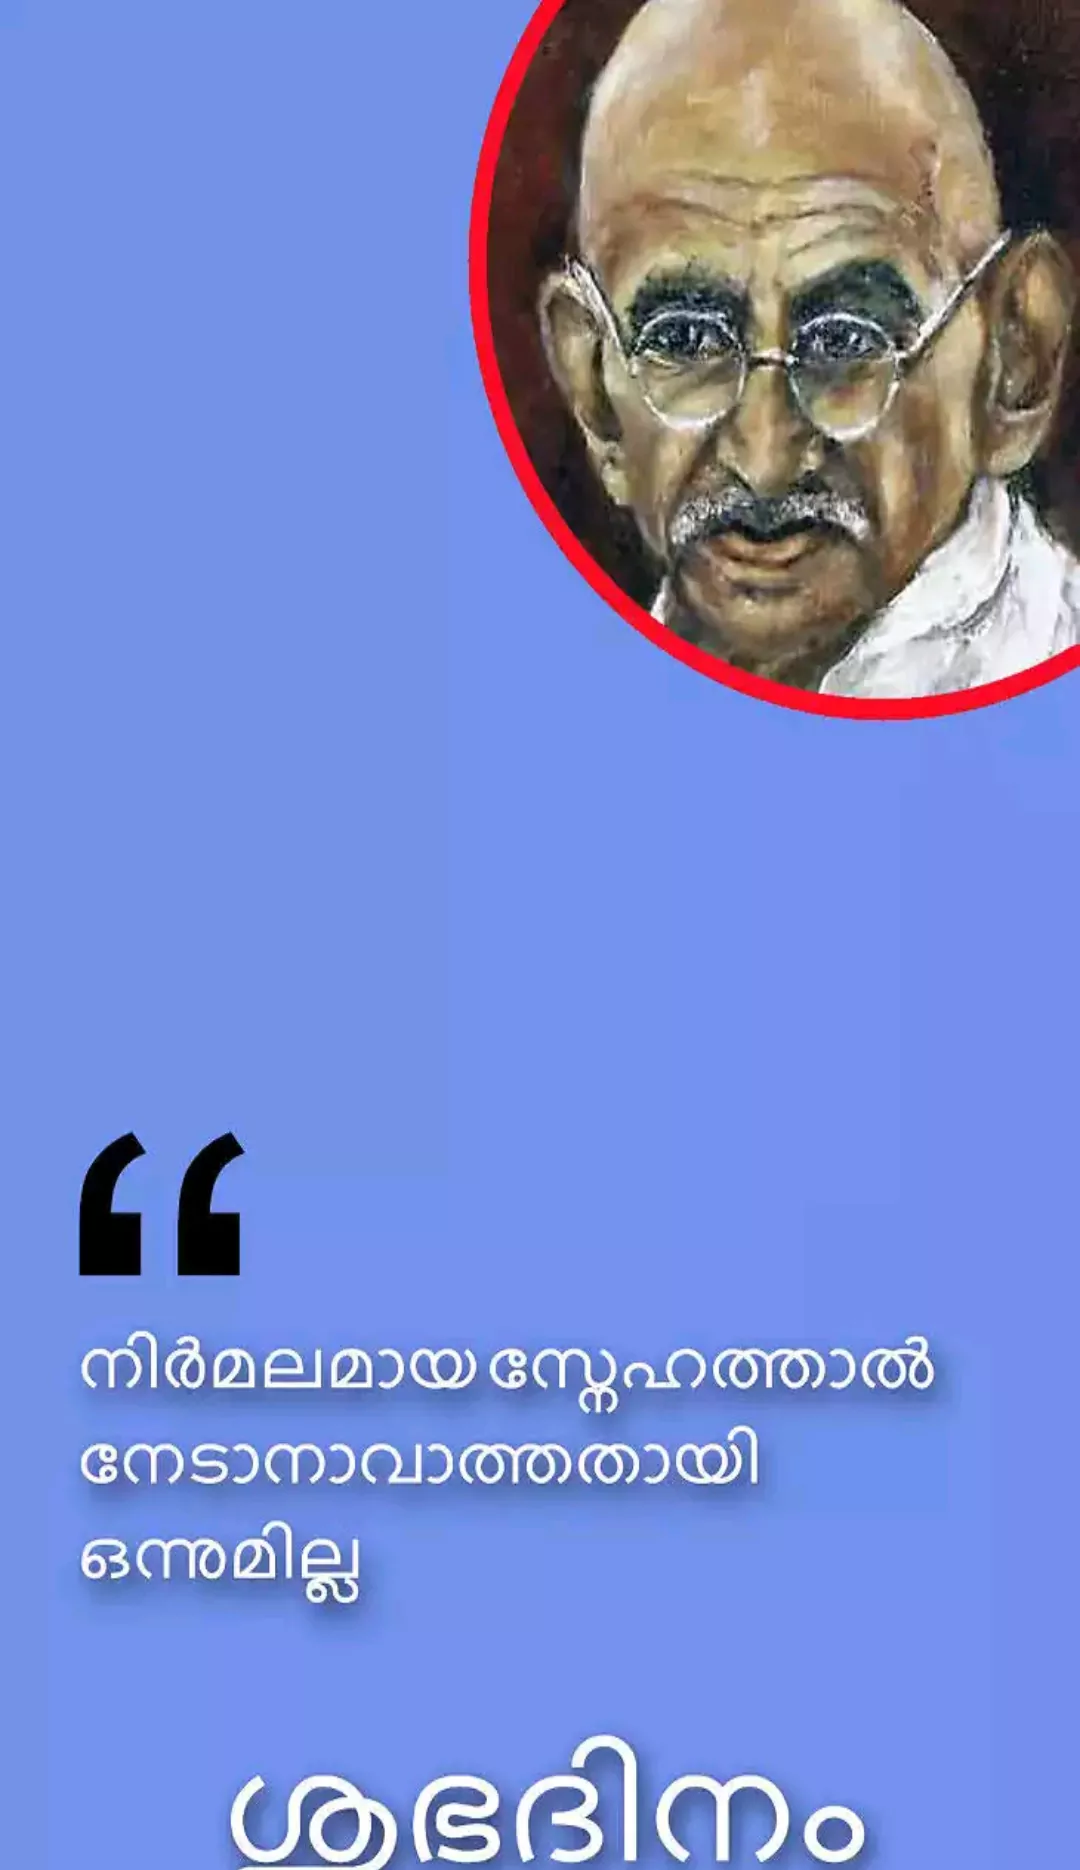 “
നിർമലമായ സ്നേഹത്താൽ
നേടാനാവാത്തതായി
ഒന്നുമില്ല
ശുഭദിനം